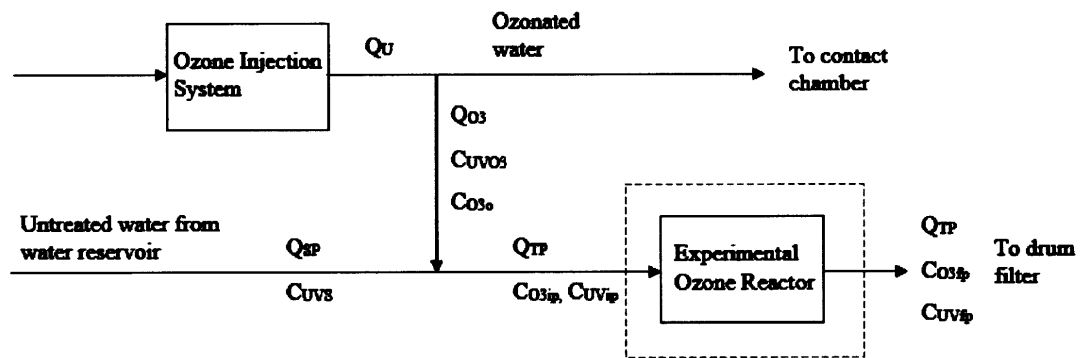 Ozone Injection
System
QU
Ozonated
water
To contact
chamber
QO3
CUVO3
CO3o
Untreated water from
water reservoir
QSP
CUVS
QTP
CO3ip, CUVip
Experimental
Ozone Reactor
QTP
CO3fp
CUVfp
To drum
filter